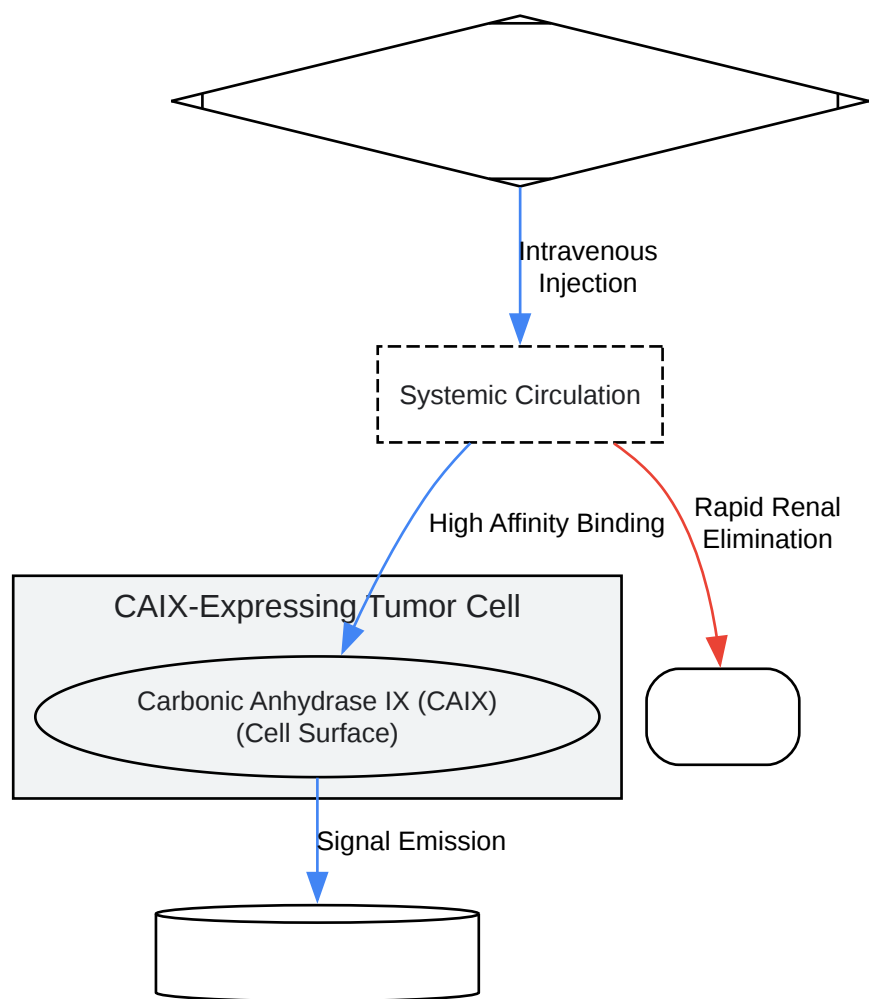 Intravenous
Injection
Systemic Circulation
High Affinity Binding
Rapid Renal
Elimination
CAIX-Expressing Tumor Cell
Carbonic Anhydrase IX (CAIX)
(Cell Surface)
Signal Emission